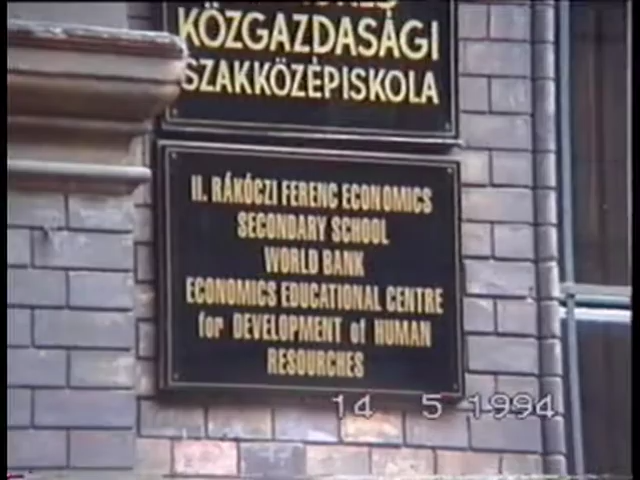 KÖZGAZDASÁGI
SZAKKÖZÉPISKOLA
II. RÁKÓCZI FERENC ECONOMICS
SECONDARY SCHOOL
WORLD BANK
ECONOMICS EDUCATIONAL CENTRE
for DEVELOPMENT of HUMAN
RESOURCHES
14 5 1994